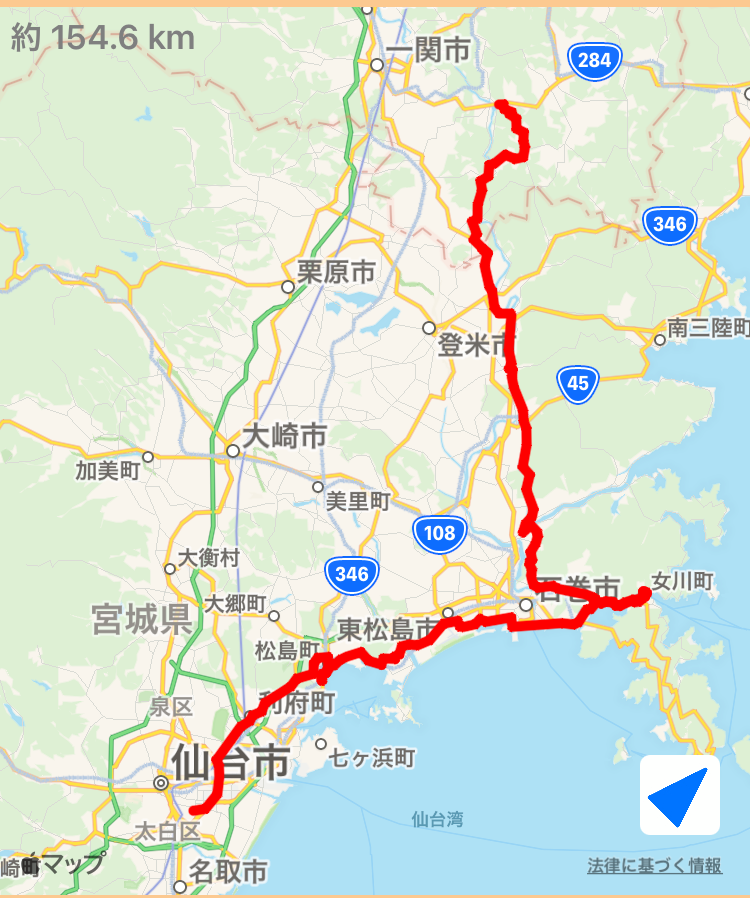 約 154.6 km
一関市
284
346
栗原市
登米市
南三陸町
45
大崎市
加美町
美里町
108
大衡村
346
石巻市
女川町
大郷町
宮城県
東松島市
松島町
泉区
利府町
仙台市
七ヶ浜町
仙台湾
太白区
崎町
マップ
名取市
法律に基づく情報